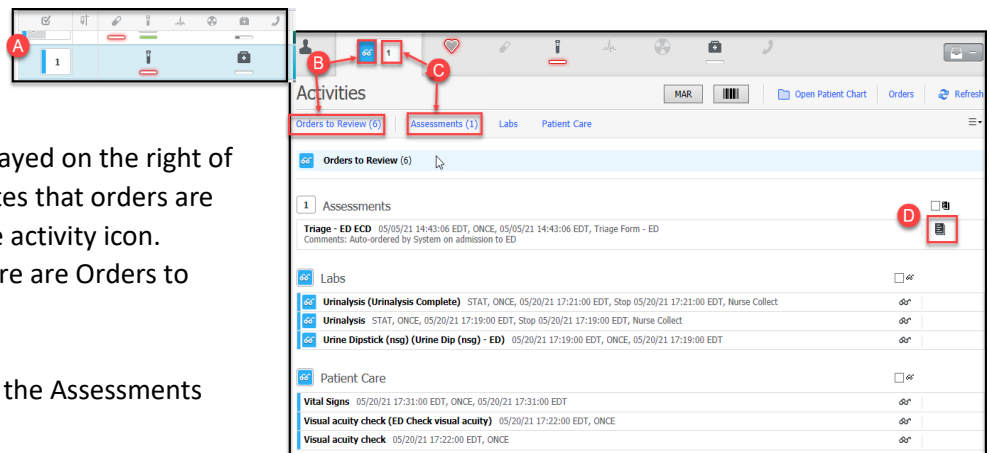 A
1
B
1
C
Activities
MAR
Open Patient Chart
Orders
Refresh
Orders to Review (6)
Assessments (1)
Labs
Patient Care
Orders to Review (6)
1 Assessments
D
Triage - ED ECD 05/05/21 14:43:06 EDT, ONCE, 05/05/21 14:43:06 EDT, Triage Form - ED
Comments: Auto-ordered by System on admission to ED
Labs
Urinalysis (Urinalysis Complete) STAT, ONCE, 05/20/21 17:21:00 EDT, Stop 05/20/21 17:21:00 EDT, Nurse Collect
Urinalysis STAT, ONCE, 05/20/21 17:19:00 EDT, Stop 05/20/21 17:19:00 EDT, Nurse Collect
Urine Dipstick (nsg) (Urine Dip (nsg) - ED) 05/20/21 17:19:00 EDT, ONCE, 05/20/21 17:19:00 EDT
Patient Care
Vital Signs 05/20/21 17:31:00 EDT, ONCE, 05/20/21 17:31:00 EDT
Visual acuity check (ED Check visual acuity) 05/20/21 17:22:00 EDT, ONCE
Visual acuity check 05/20/21 17:22:00 EDT, ONCE
ayed on the right of
tes that orders are
e activity icon.
re are Orders to
the Assessments